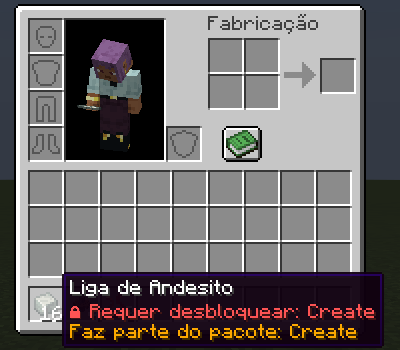 Fabricação
Liga de Andesito
Requer desbloquear: Create
Faz parte do pacote: Create
16